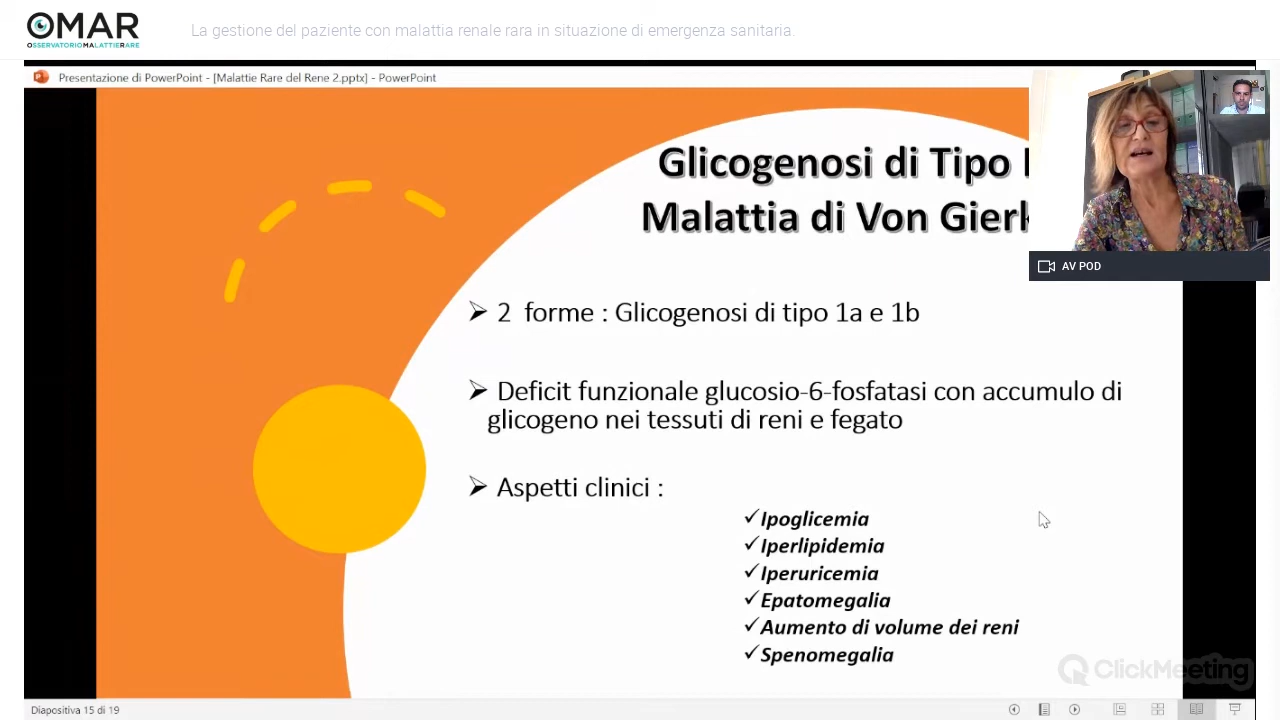 OMAR
OSSERVATORIOMALATTIERARE
La gestione del paziente con malattia renale rara in situazione di emergenza sanitaria.
Presentazione di PowerPoint - [Malattie Rare del Rene 2.pptx] - PowerPoint
Glicogenosi di Tipo
Malattia di Von Gierk
AV POD
➢ 2 forme : Glicogenosi di tipo 1a e 1b
➢ Deficit funzionale glucosio-6-fosfatasi con accumulo di
glicogeno nei tessuti di reni e fegato
➢ Aspetti clinici :
✓Ipoglicemia
✓Iperlipidemia
✓Iperuricemia
✓Epatomegalia
✓Aumento di volume dei reni
✓Spenomegalia
ClickMeeting
Diapositiva 15 di 19